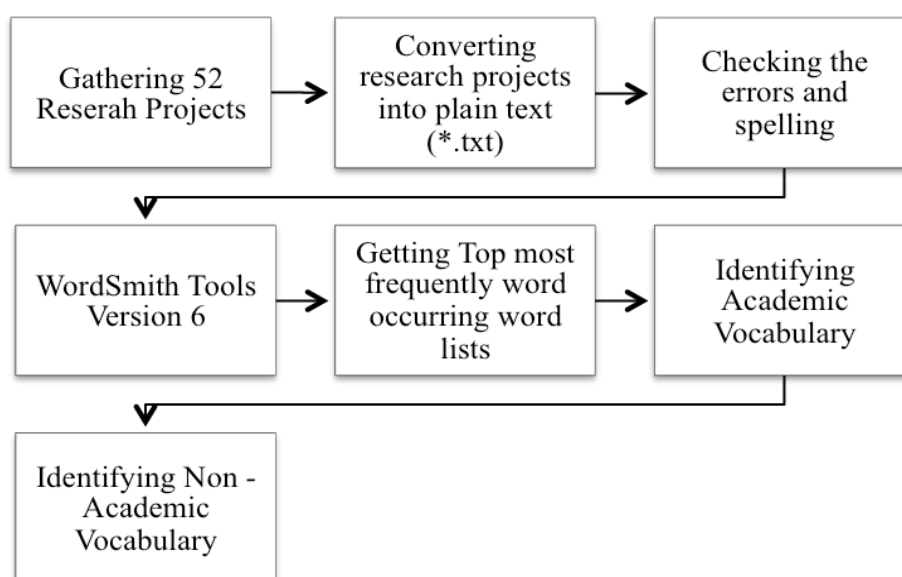 Gathering 52
Reserah Projects
Converting
research projects
into plain text
(*.txt)
Checking the
errors and
spelling
WordSmith Tools
Version 6
Getting Top most
frequently word
occurring word
lists
Identifying
Academic
Vocabulary
Identifying Non -
Academic
Vocabulary